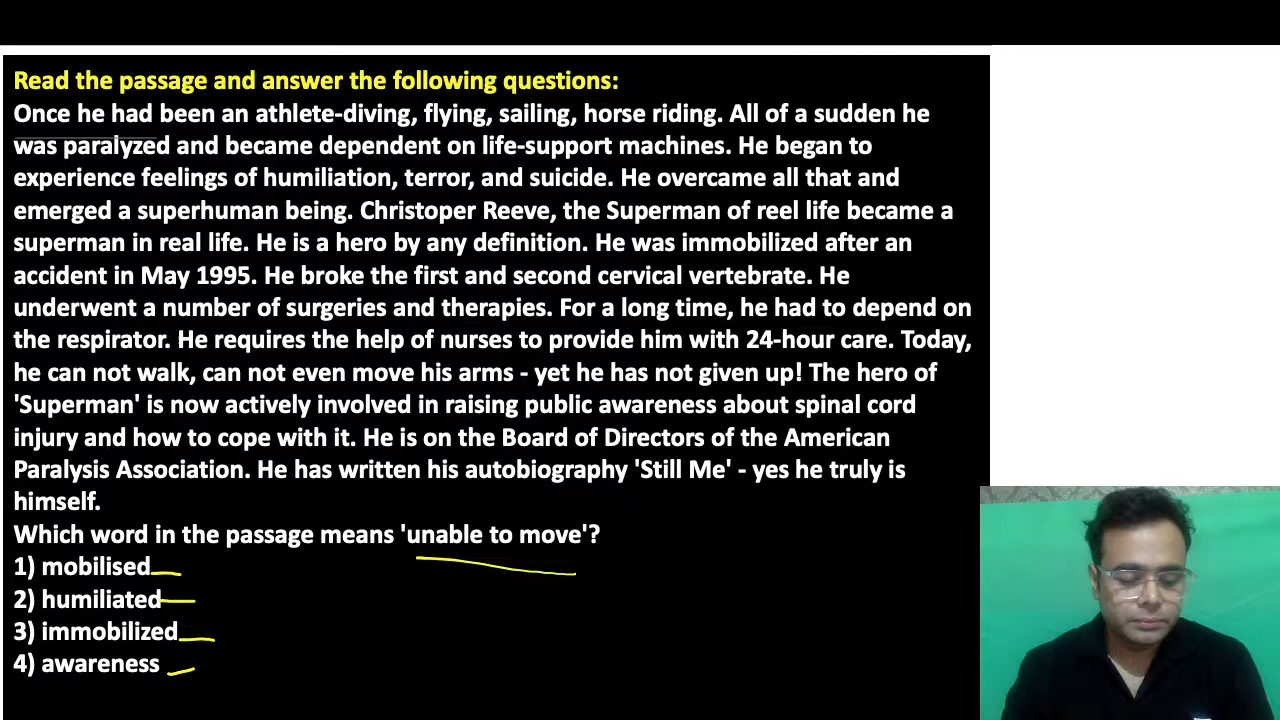 Read the passage and answer the following questions:
Once he had been an athlete-diving, flying, sailing, horse riding. All of a sudden he
was paralyzed and became dependent on life-support machines. He began to
experience feelings of humiliation, terror, and suicide. He overcame all that and
emerged a superhuman being. Christoper Reeve, the Superman of reel life became a
superman in real life. He is a hero by any definition. He was immobilized after an
accident in May 1995. He broke the first and second cervical vertebrate. He
underwent a number of surgeries and therapies. For a long time, he had to depend on
the respirator. He requires the help of nurses to provide him with 24-hour care. Today,
he can not walk, can not even move his arms - yet he has not given up! The hero of
'Superman' is now actively involved in raising public awareness about spinal cord
injury and how to cope with it. He is on the Board of Directors of the American
Paralysis Association. He has written his autobiography 'Still Me' - yes he truly is
himself.
Which word in the passage means 'unable to move'?
1) mobilised
2) humiliated
3) immobilized
4) awareness